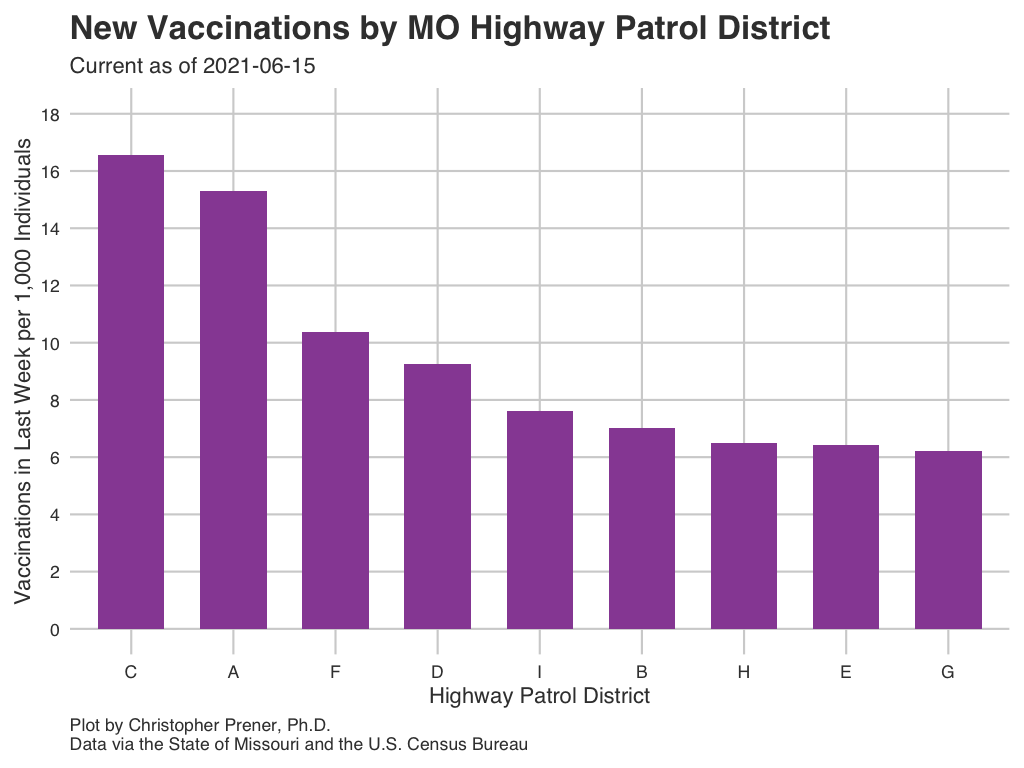 New Vaccinations by MO Highway Patrol District
Current as of 2021-06-15
Vaccinations in Last Week per 1,000 Individuals
18
16
14
12
10
8
6
4
2
0
C A F D I B H E G
Highway Patrol District
Plot by Christopher Prener, Ph.D.
Data via the State of Missouri and the U.S. Census Bureau